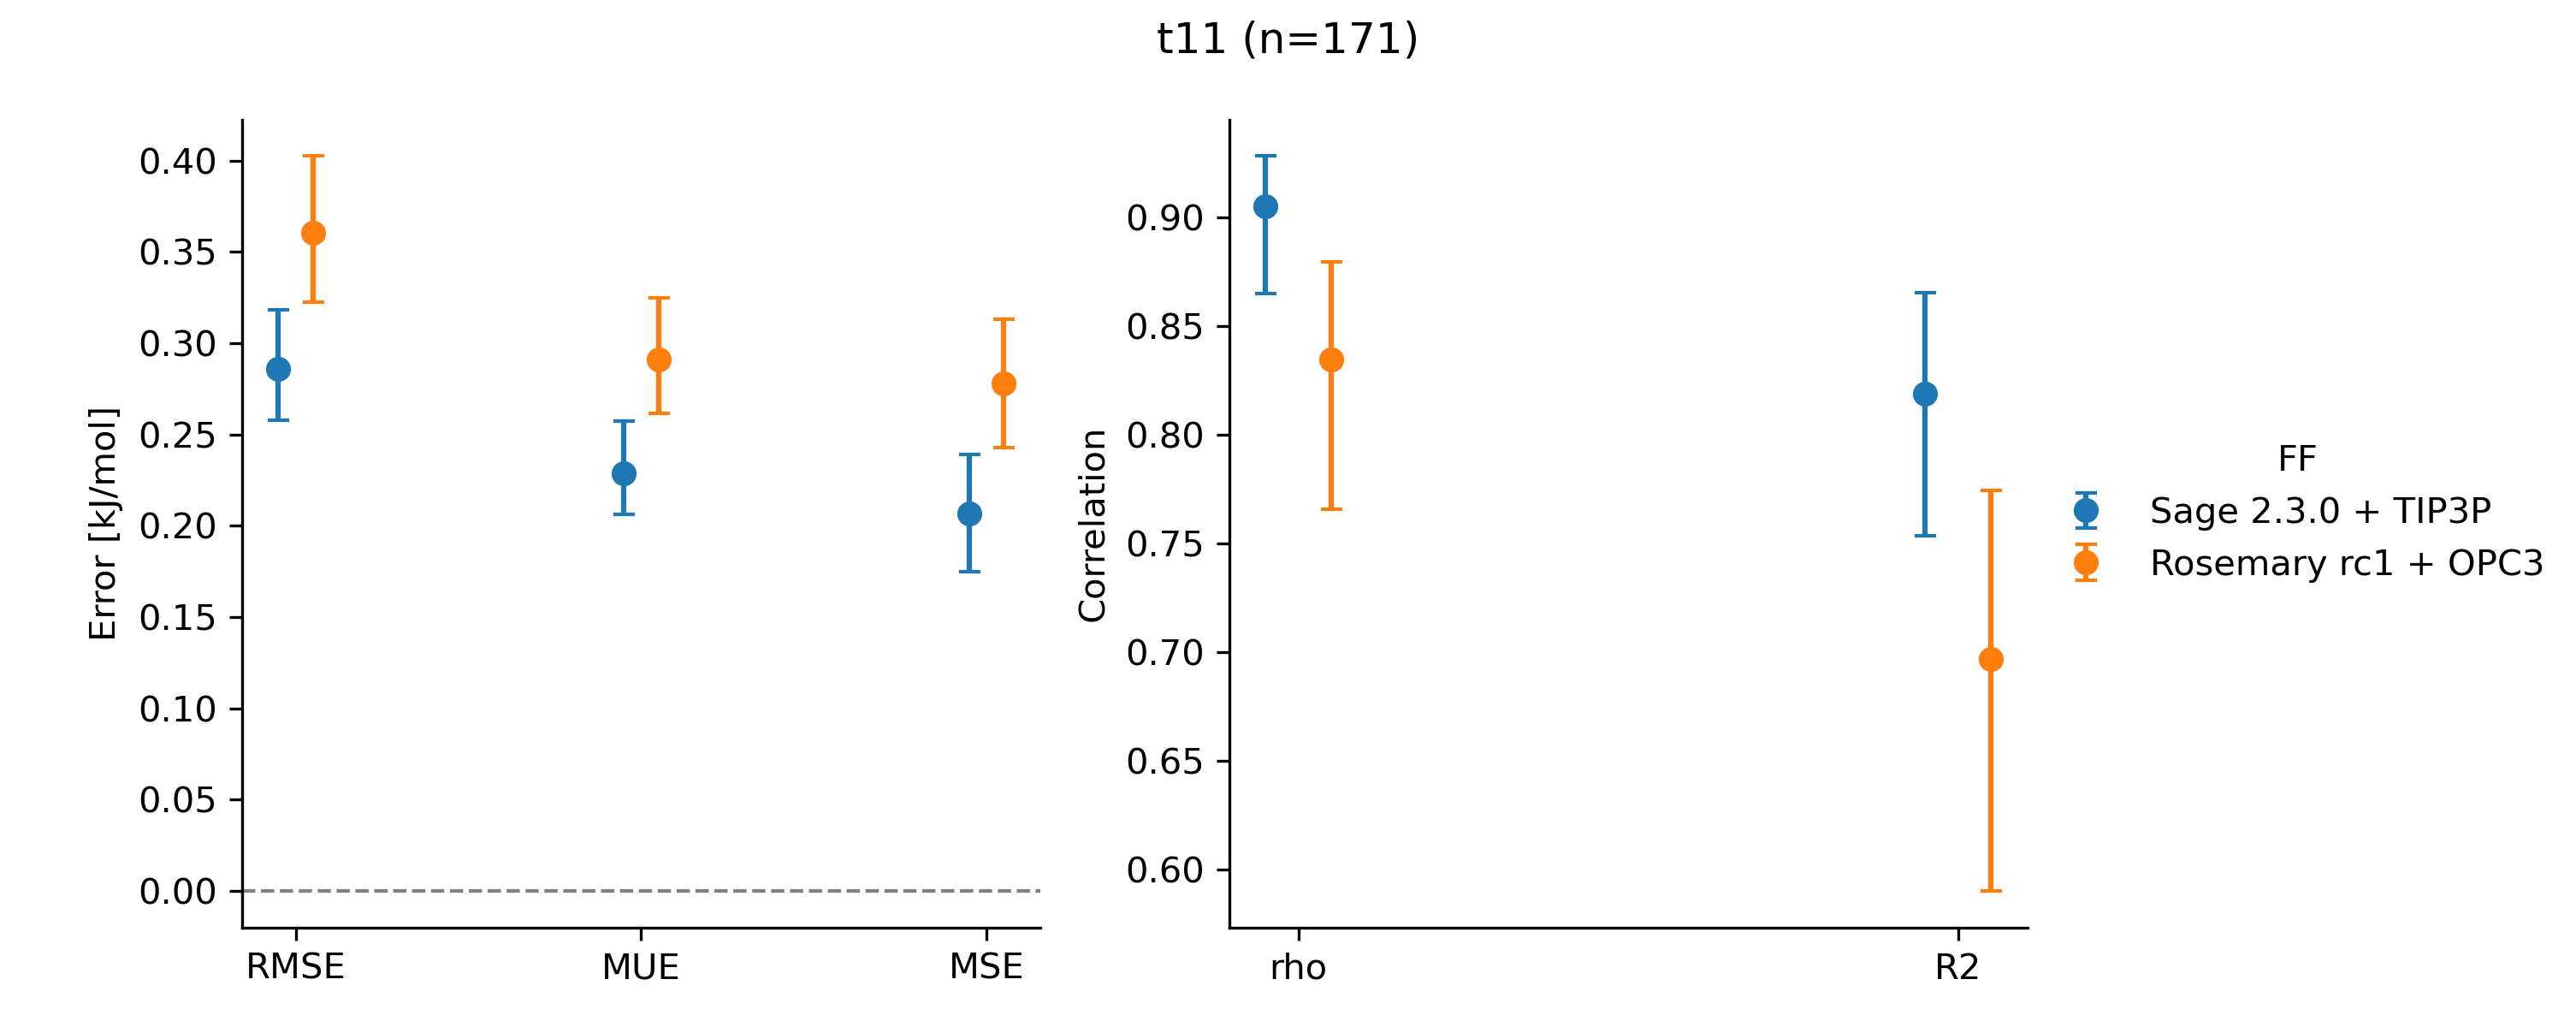 t11 (n=171)
Error [kJ/mol]
0.40
0.35
0.30
0.25
0.20
0.15
0.10
0.05
0.00
RMSE
MUE
MSE
Correlation
0.90
0.85
0.80
0.75
0.70
0.65
0.60
rho
R2
FF
Sage 2.3.0 + TIP3P
Rosemary rc1 + OPC3